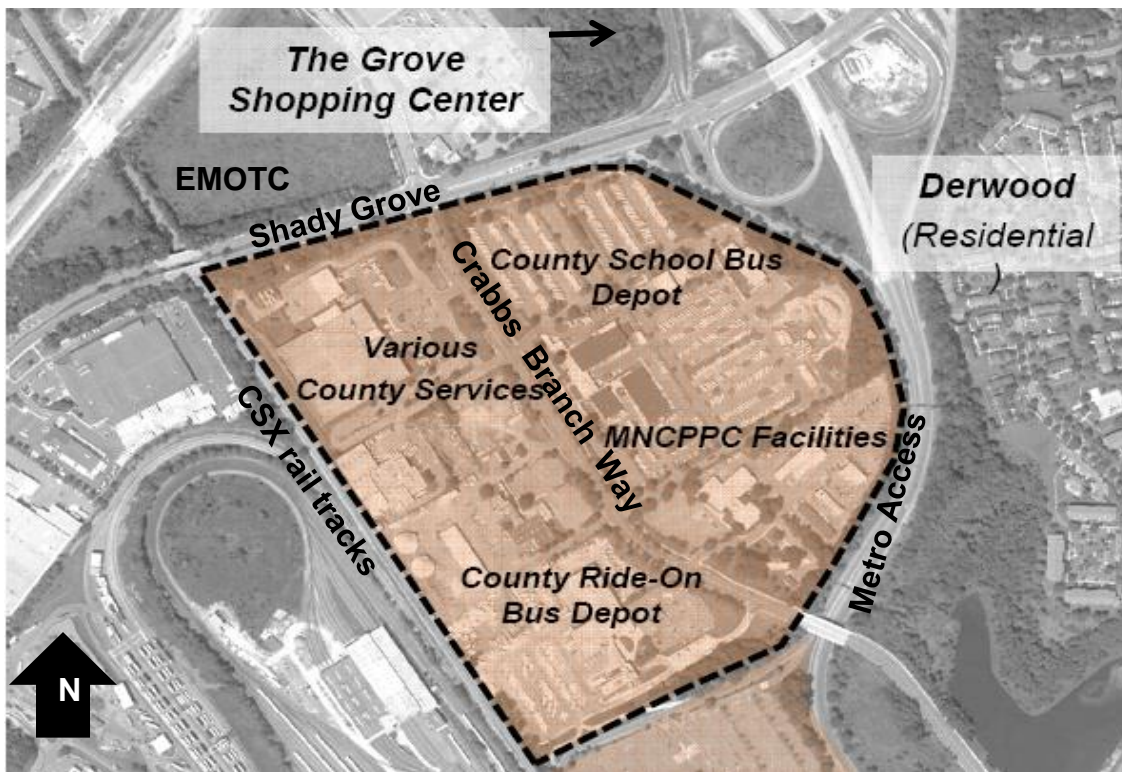 The Grove
Shopping Center
EMOTC
Shady Grove
Derwood
(Residential
)
County School Bus
Depot
Crabbs Branch Way
Various
County Services
CSX rail tracks
MNCPPC Facilities
Metro Access
County Ride-On
Bus Depot
N